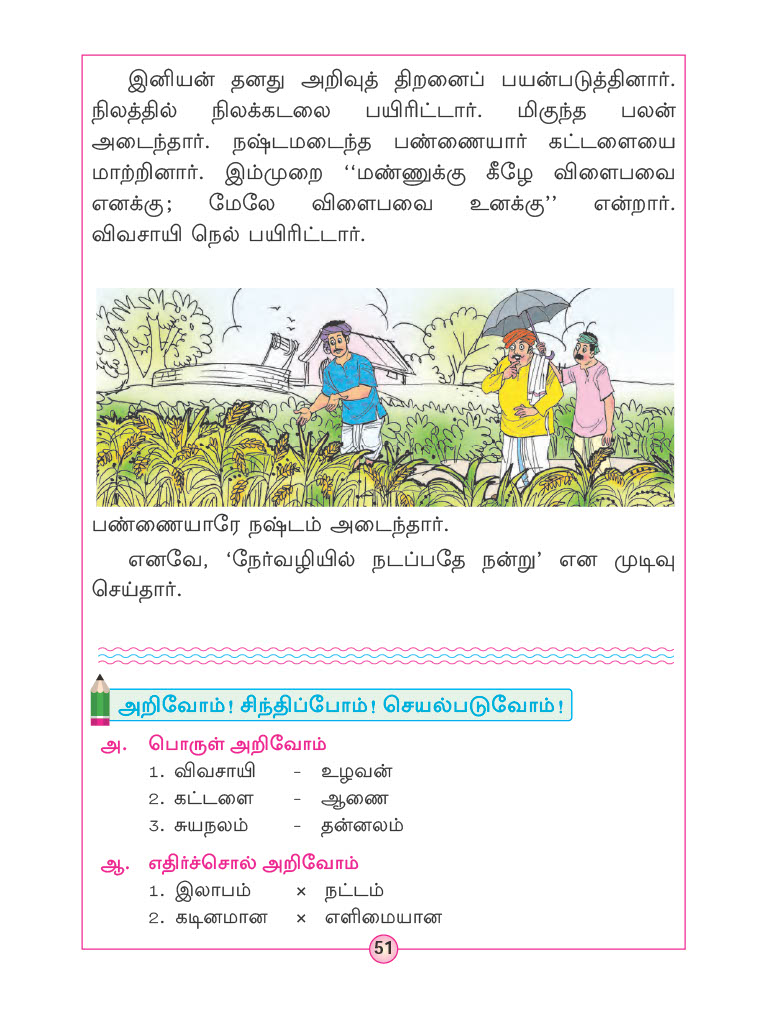 இனியன் தனது அறிவுத் திறனைப் பயன்படுத்தினார்.
நிலத்தில் நிலக்கடலை பயிரிட்டார். மிகுந்த பலன்
அடைந்தார். நஷ்டமடைந்த பண்ணையார் கட்டளையை
மாற்றினார். இம்முறை ‘‘மண்ணுக்கு கீழே விளைபவை
எனக்கு; மேலே விளைபவை உனக்கு’’ என்றார்.
விவசாயி நெல் பயிரிட்டார்.
பண்ணையாரே நஷ்டம் அடைந்தார்.
எனவே, ‘நேர்வழியில் நடப்பதே நன்று’ என முடிவு
செய்தார்.
அறிவோம்! சிந்திப்போம்! செயல்படுவோம்!
அ. பொருள் அறிவோம்
1. விவசாயி - உழவன்
2. கட்டளை - ஆணை
3. சுயநலம் - தன்னலம்
ஆ. எதிர்ச்சொல் அறிவோம்
1. இலாபம் × நட்டம்
2. கடினமான × எளிமையான
51